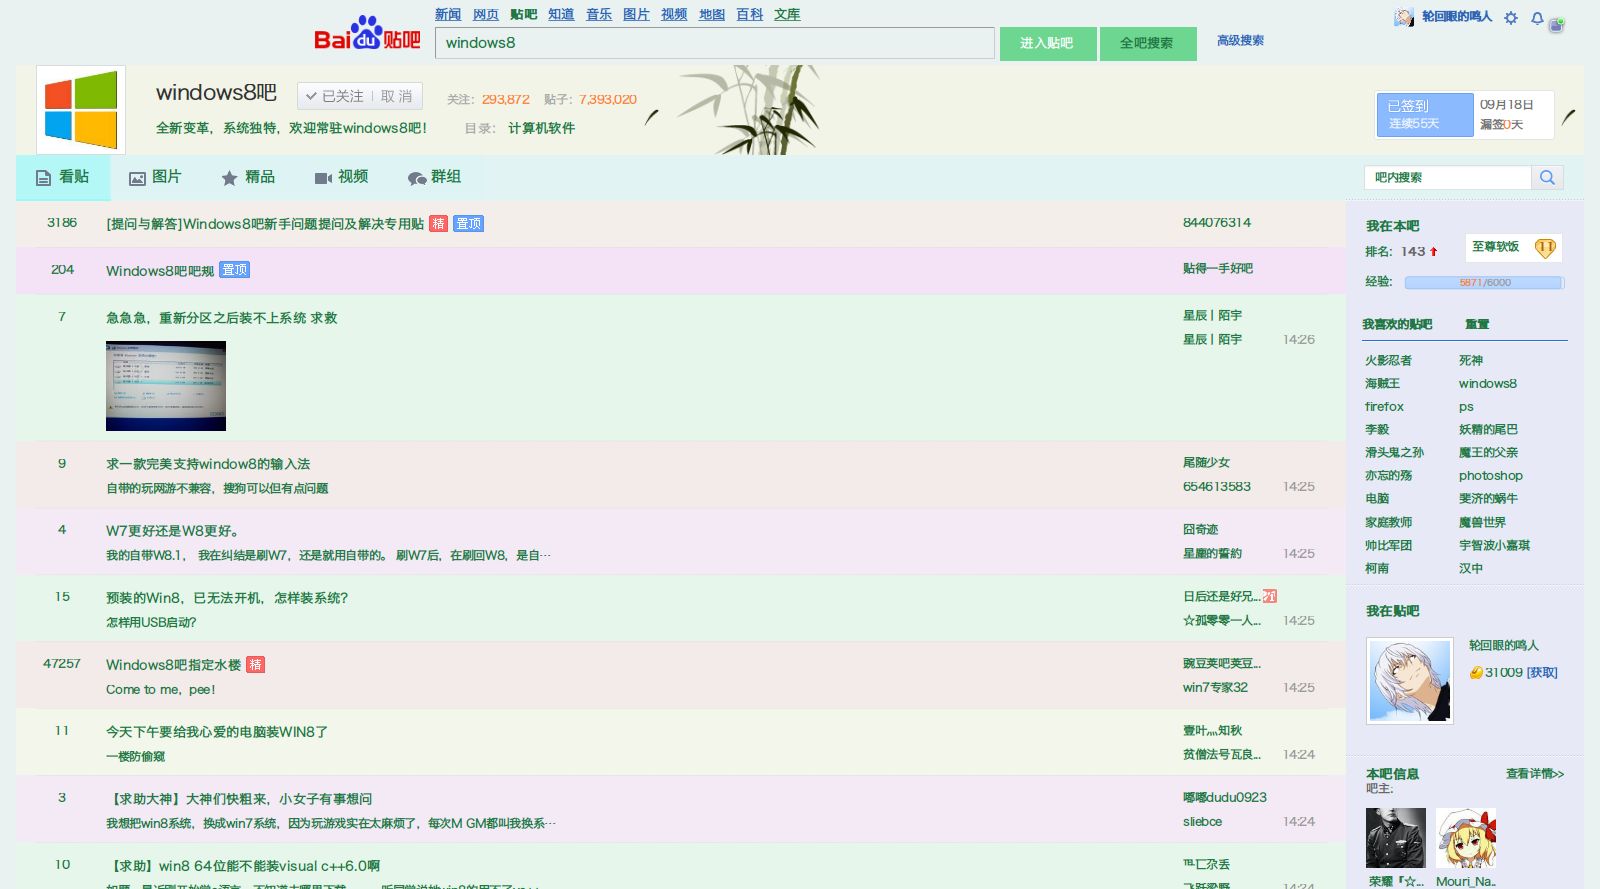 新闻 网页 贴吧 知道 音乐 图片 视频 地图 百科 文库
轮回眼的鸣人
Bai du 贴吧
windows8
进入贴吧 全吧搜索 高级搜索
windows8吧 已关注 取消 关注: 293,872 贴子: 7,393,020
全新变革，系统独特，欢迎常驻windows8吧！ 目录： 计算机软件
已签到 连续55天
09月18日
漏签0天
看贴 图片 精品 视频 群组
吧内搜索
3186 [提问与解答]Windows8吧新手问题提问及解决专用贴 精 置顶 844076314
204 Windows8吧吧规 置顶 贴得一手好吧
7 急急急，重新分区之后装不上系统 求救 星辰丨陌宇
星辰丨陌宇 14:26
9 求一款完美支持window8的输入法 尾随少女
自带的玩网游不兼容，搜狗可以但有点问题 654613583 14:25
4 W7更好还是W8更好。 囧奇迹
我的自带W8.1， 我在纠结是刷W7，还是就用自带的。 刷W7后，在刷回W8，是自… 星塵的誓約 14:25
15 预装的Win8，已无法开机，怎样装系统？ 日后还是好兄...
怎样用USB启动？ ☆孤零零一人... 14:25
47257 Windows8吧指定水楼 精 豌豆荚吧荚豆...
Come to me，pee！ win7专家32 14:25
11 今天下午要给我心爱的电脑装WIN8了 壹叶灬知秋
一楼防偷窥 贫僧法号瓦良... 14:24
3 【求助大神】大神们快粗来，小女子有事想问 嘟嘟dudu0923
我想把win8系统，换成win7系统，因为玩游戏实在太麻烦了，每次M GM都叫我换系… sliebce 14:24
10 【求助】win8 64位能不能装visual c++6.0啊
14:24
我在本吧
排名: 143 至尊软饭 11
经验: 5871/6000
我喜欢的贴吧 重置
火影忍者 死神
海贼王 windows8
firefox ps
李毅 妖精的尾巴
滑头鬼之孙 魔王的父亲
亦忘的殇 photoshop
电脑 斐济的蜗牛
家庭教师 魔兽世界
帅比军团 宇智波小嘉琪
柯南 汉中
我在贴吧
轮回眼的鸣人
31009 [获取]
本吧信息 查看详情>>
吧主:
荣耀『☆... Mouri_Na..